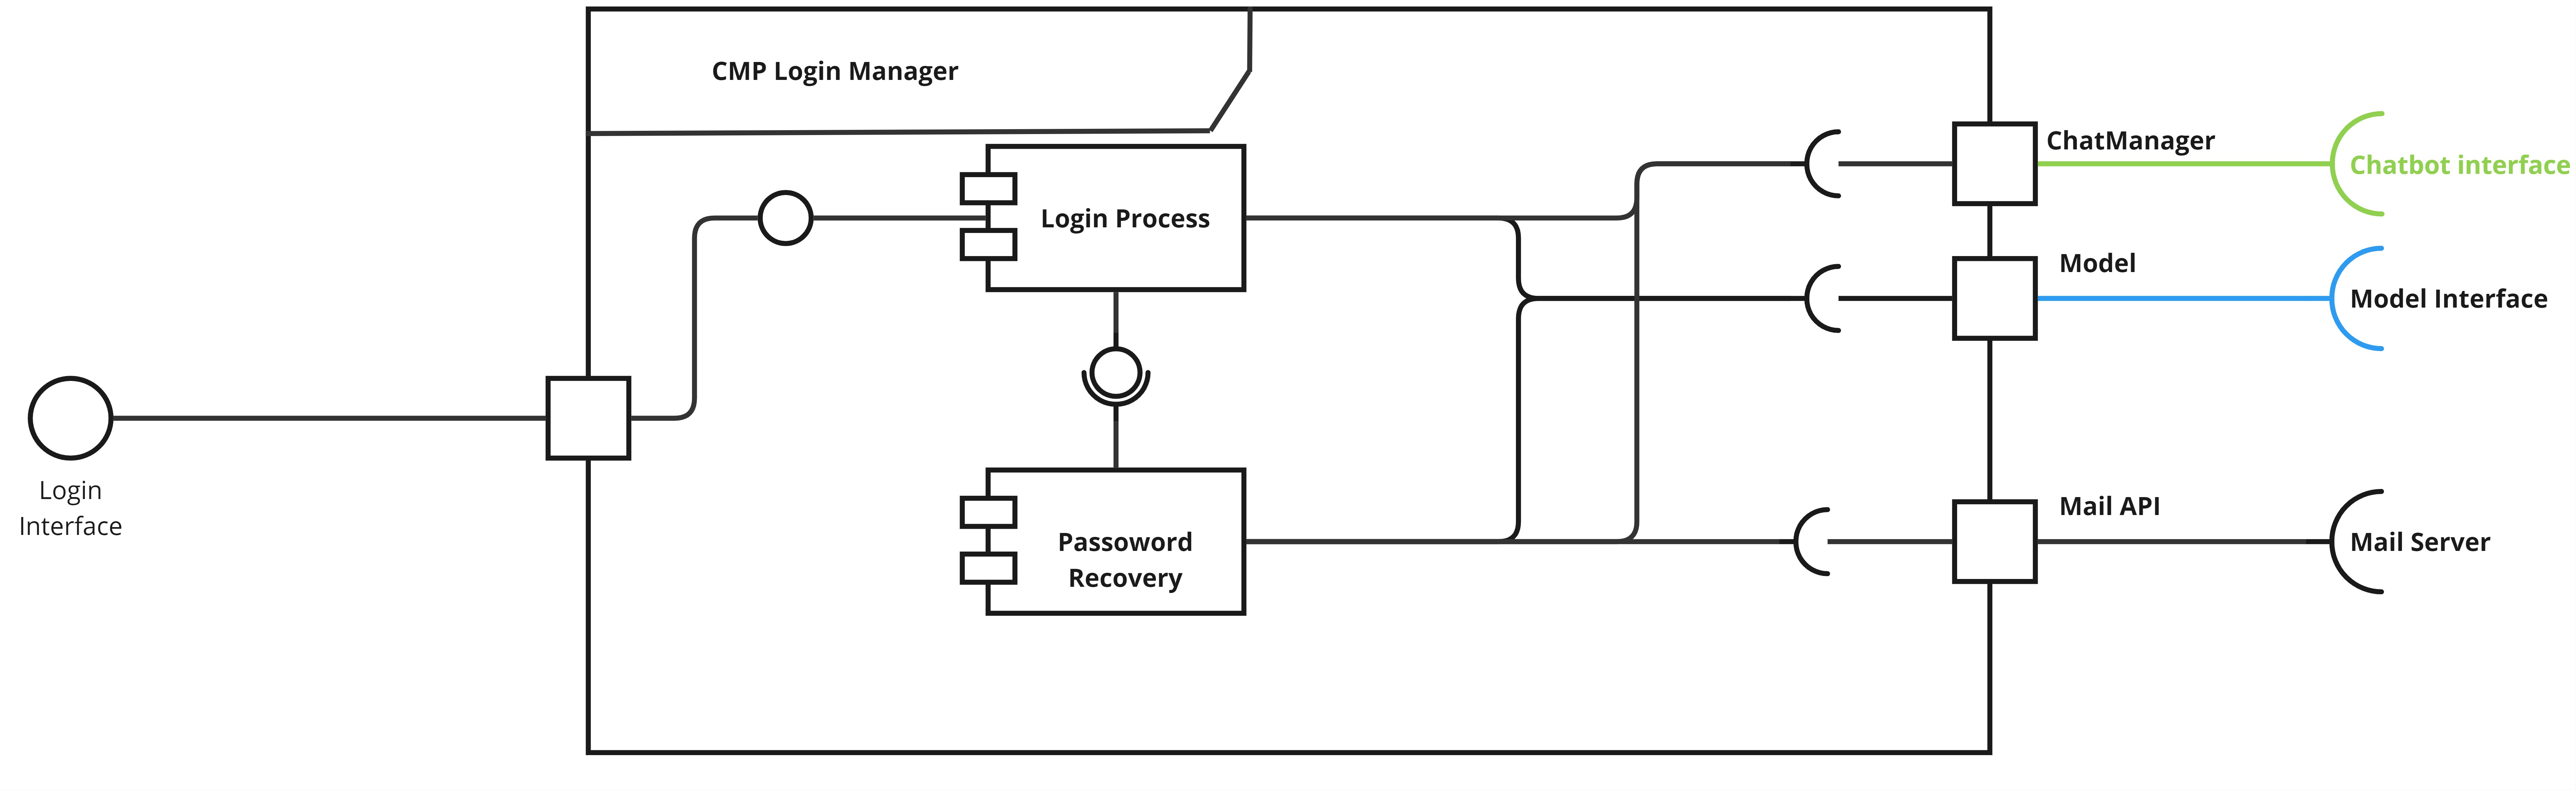 CMP Login Manager
ChatManager
Chatbot interface
Login Process
Model
Model Interface
Login
Interface
Mail API
Passoword
Recovery
Mail Server